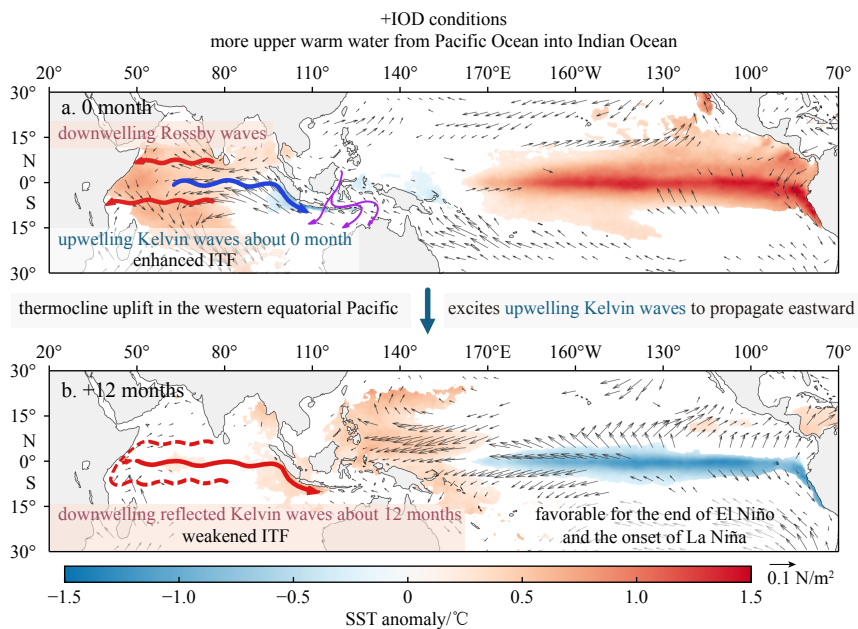 +IOD conditions
more upper warm water from Pacific Ocean into Indian Ocean
20° 50° 80° 110° 140° 170°E 160°W 130° 100° 70°
30°
15°
N
0°
S
15°
30°
a. 0 month
downwelling Rossby waves
upwelling Kelvin waves about 0 month
enhanced ITF
thermocline uplift in the western equatorial Pacific
excites upwelling Kelvin waves to propagate eastward
20° 50° 80° 110° 140° 170°E 160°W 130° 100° 70°
30°
15°
N
0°
S
15°
30°
b. +12 months
downwelling reflected Kelvin waves about 12 months
weakened ITF
favorable for the end of El Niño
and the onset of La Niña
0.1 N/m²
−1.5 −1.0 −0.5 0 0.5 1.0 1.5
SST anomaly/℃